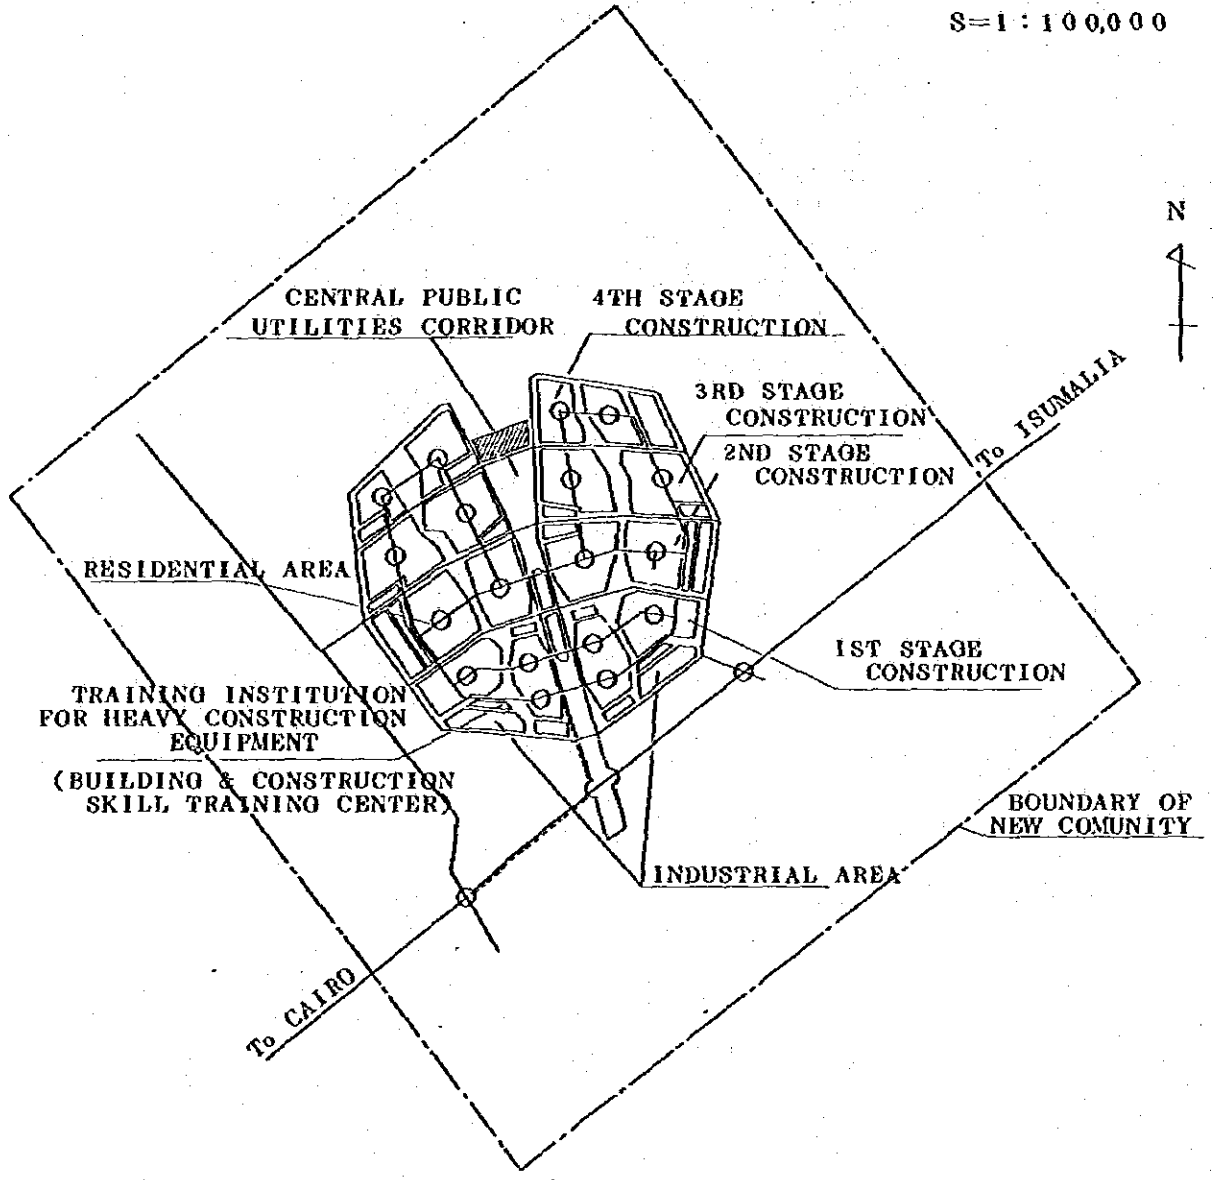 S=1:100,000
N
CENTRAL PUBLIC
UTILITIES CORRIDOR
4TH STAGE
CONSTRUCTION
3RD STAGE
CONSTRUCTION
2ND STAGE
CONSTRUCTION
To ISUMALIA
RESIDENTIAL AREA
1ST STAGE
CONSTRUCTION
TRAINING INSTITUTION
FOR HEAVY CONSTRUCTION
EQUIPMENT
(BUILDING & CONSTRUCTION
SKILL TRAINING CENTER)
BOUNDARY OF
NEW COMUNITY
INDUSTRIAL AREA
To CAIRO